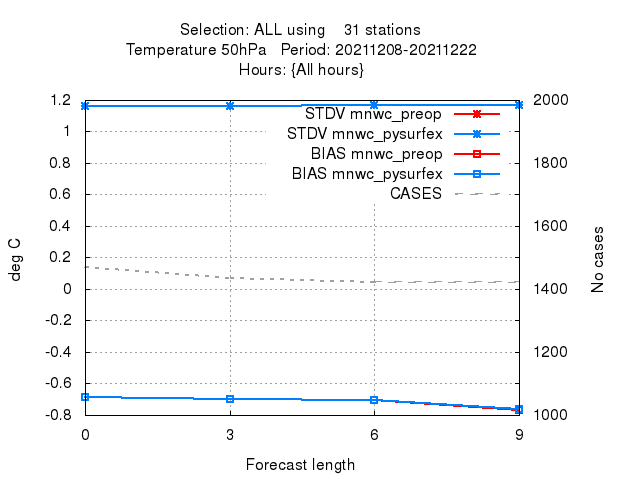 Selection: ALL using    31 stations
Temperature 50hPa   Period: 20211208-20211222
Hours: {All hours}
STDV mnwc_preop
STDV mnwc_pysurfex
BIAS mnwc_preop
BIAS mnwc_pysurfex
CASES
1.2
1
0.8
0.6
0.4
0.2
0
-0.2
-0.4
-0.6
-0.8
deg C
2000
1800
1600
1400
1200
1000
No cases
0 3 6 9
Forecast length